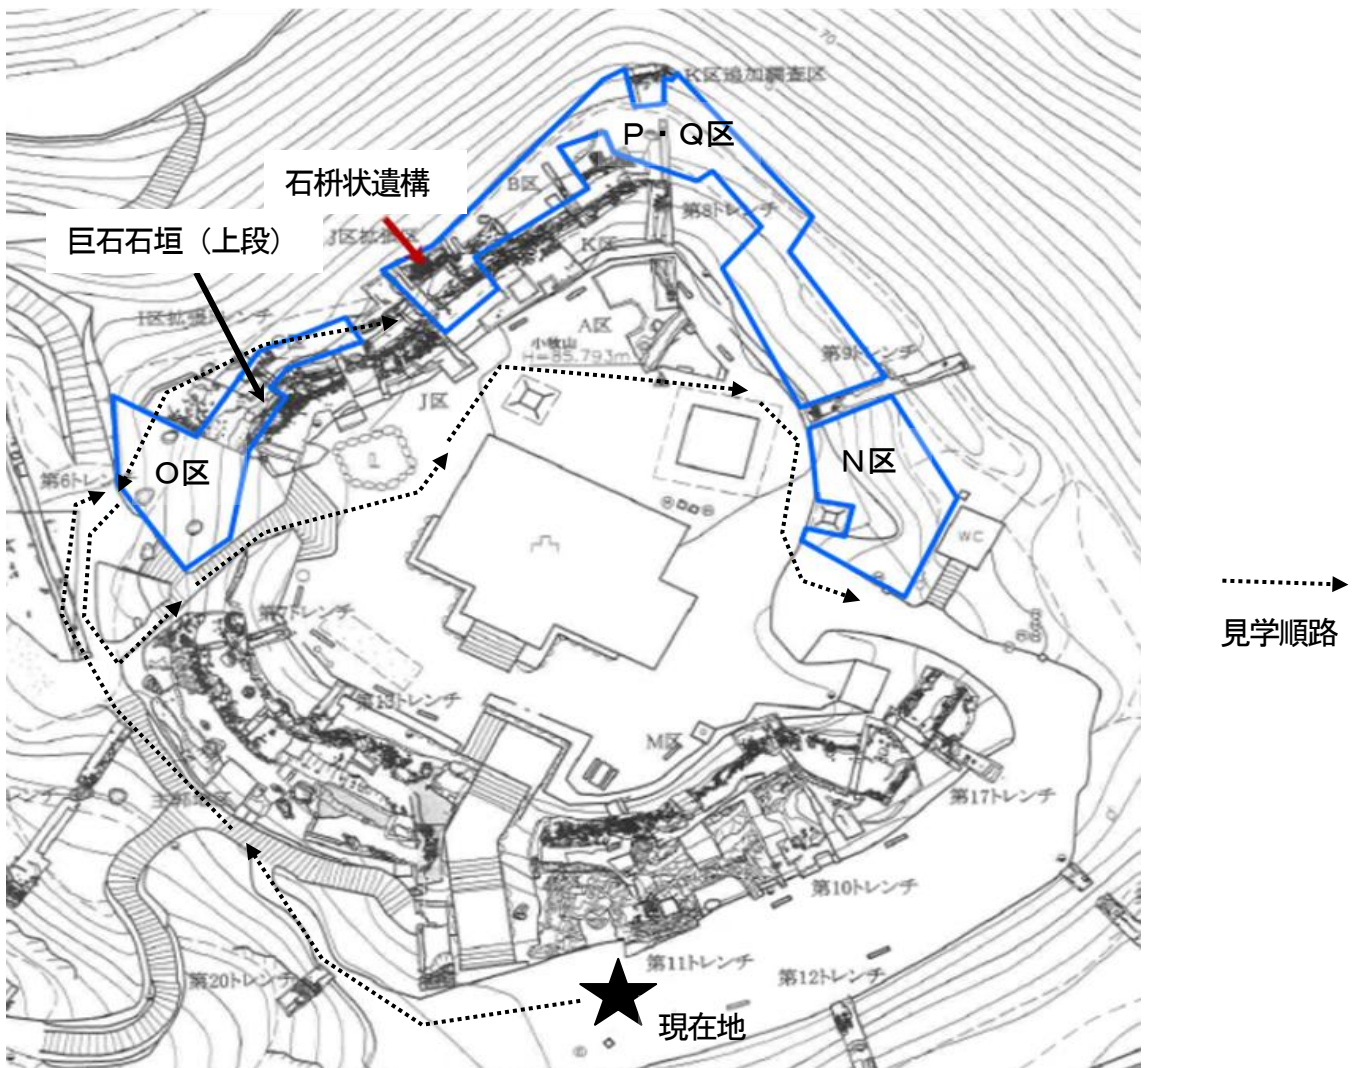 70
K区追加調査区
P・Q区
石枡状遺構
B区
第8トレンチ
巨石石垣（上段）
J区拡張区
K区
I区拡張トレンチ
A区
小牧山
H=85.793m
第9トレンチ
J区
O区
N区
第6トレンチ
WC
見学順路
第7トレンチ
第13トレンチ
M区
第17トレンチ
第10トレンチ
第11トレンチ
第12トレンチ
第20トレンチ
現在地